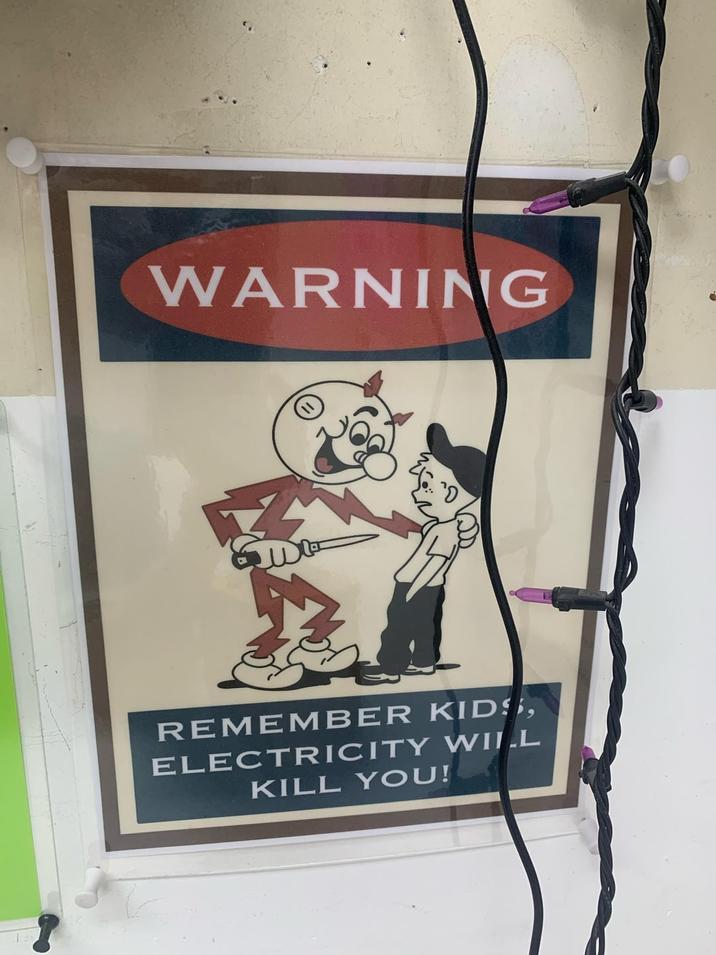 WARNING
REMEMBER KIDS,
ELECTRICITY WILL
KILL YOU!